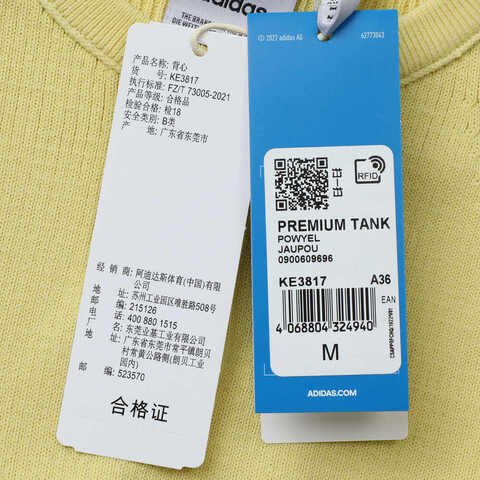 adidas
THE BRAND
DIE WELTM
产品名称: 背心
货 号: KE3817
执行标准: FZ/T 73005-2021
产品等级: 合格品
检验合格: 检18
安全类别: B类
产 地: 广东省东莞市
经 销 商: 阿迪达斯体育(中国)有限
公司
地 址: 苏州工业园区唯胜路508号
邮 编: 215126
电 话: 400 880 1515
厂 名: 东莞业基工业有限公司
地 址: 广东省东莞市常平镇朗贝
村常黄公路侧(朗贝工业
园内)
邮 编: 523570
合格证
© 2022 adidas AG
62773043
RFID
PREMIUM TANK
POWYEL
JAUPOU
0900609696
KE3817 A36
EAN
4 068804 324940
M
ADIDAS.COM